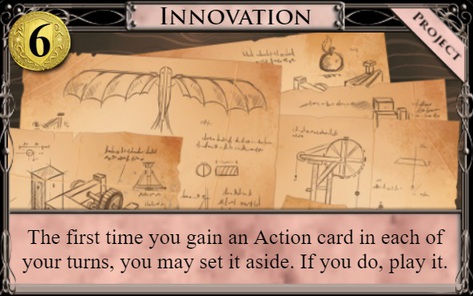 INNOVATION
6
PROJECT
The first time you gain an Action card in each of
your turns, you may set it aside. If you do, play it.